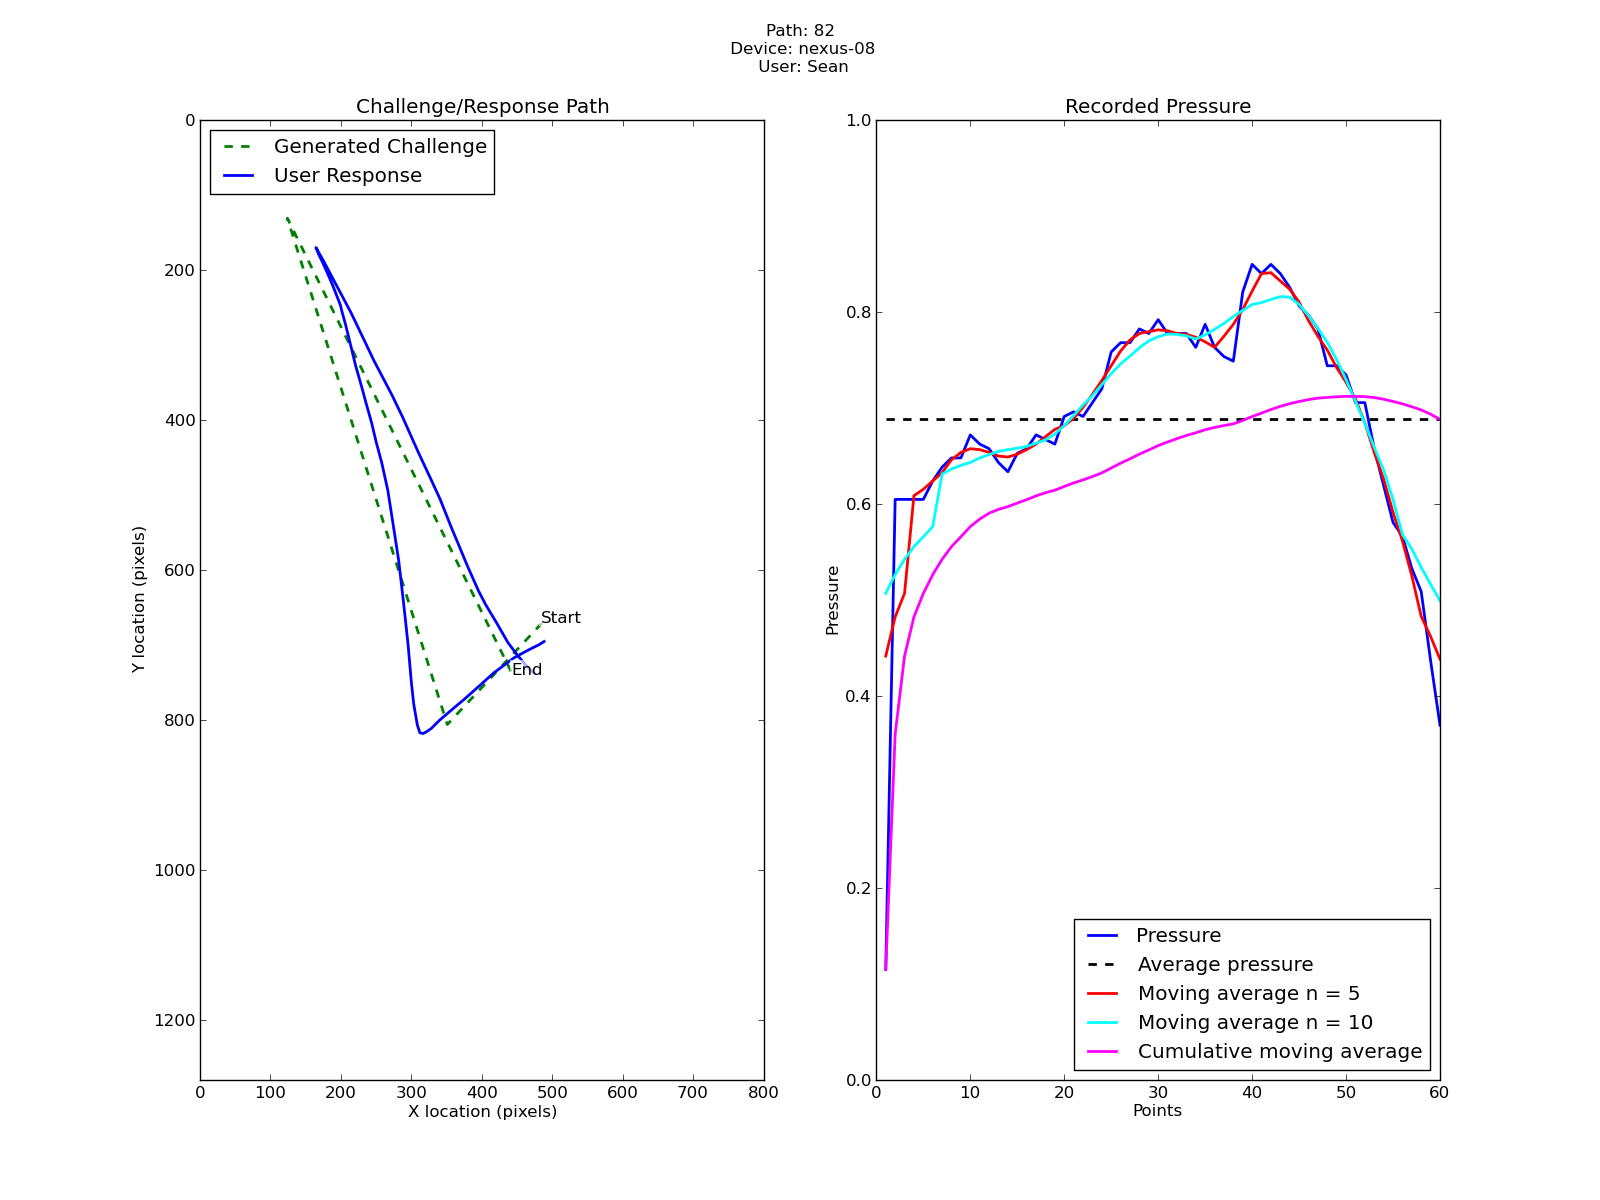 Path: 82
Device: nexus-08
User: Sean
Challenge/Response Path
Generated Challenge
User Response
0
200
400
600
800
1000
1200
Y location (pixels)
Start
End
0 100 200 300 400 500 600 700 800
X location (pixels)
Recorded Pressure
1.0
0.8
0.6
0.4
0.2
0.0
Pressure
Pressure
Average pressure
Moving average n = 5
Moving average n = 10
Cumulative moving average
0 10 20 30 40 50 60
Points